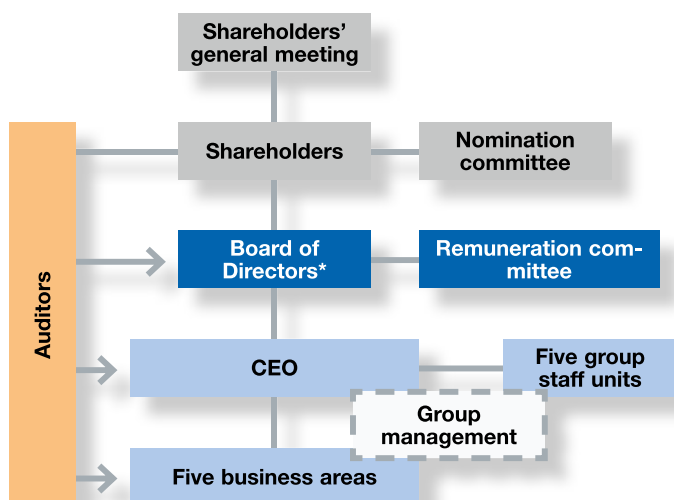 Shareholders’
general meeting
Shareholders
Nomination
committee
Board of
Directors*
Remuneration com-
mittee
Auditors
CEO
Five group
staff units
Group
management
Five business areas